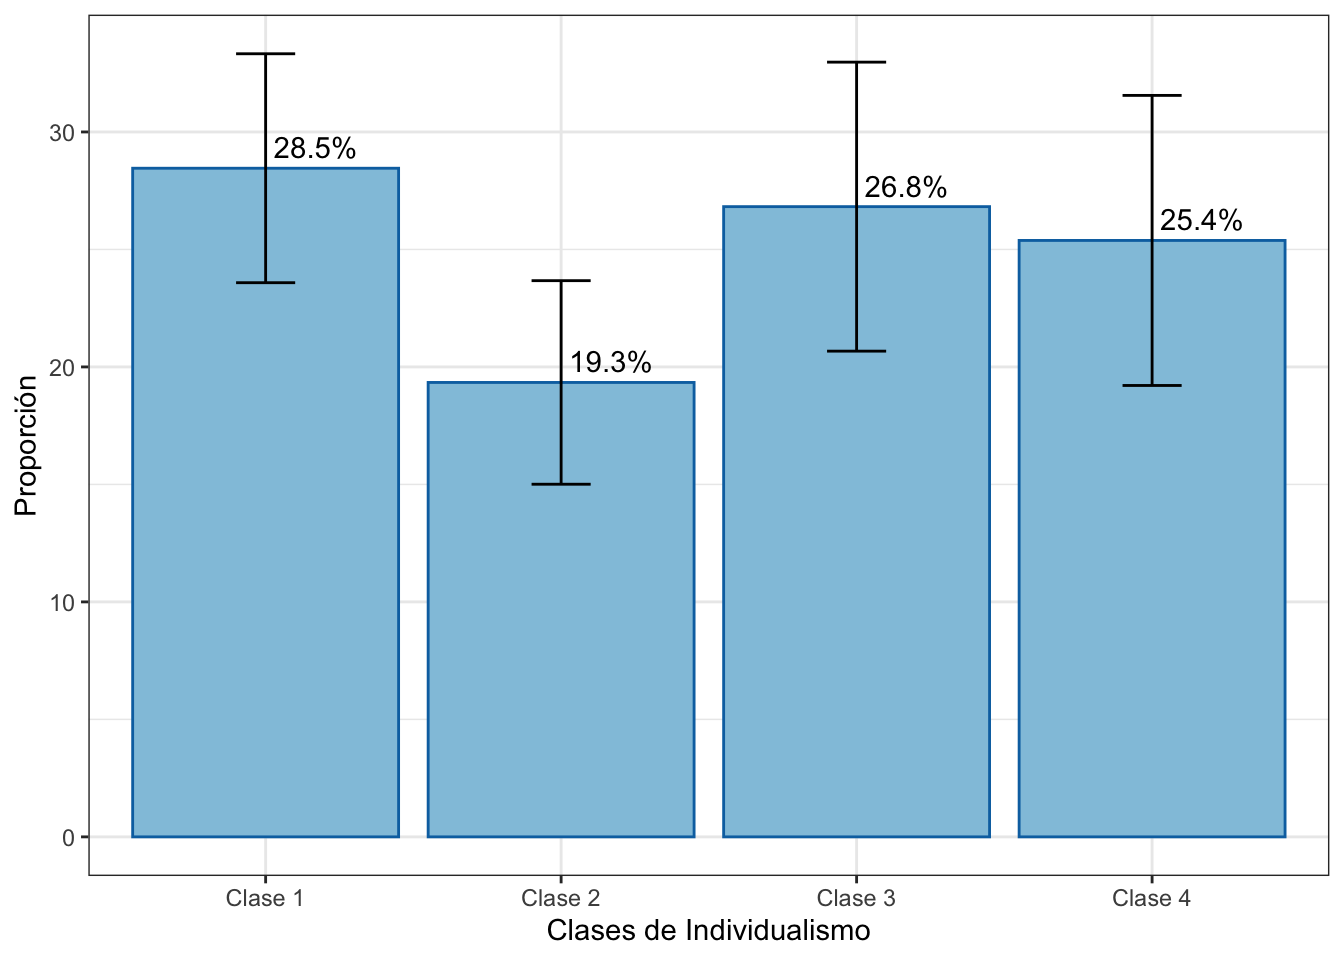 Proporción
30
20
10
0
28.5%
19.3%
26.8%
25.4%
Clase 1
Clase 2
Clase 3
Clase 4
Clases de Individualismo